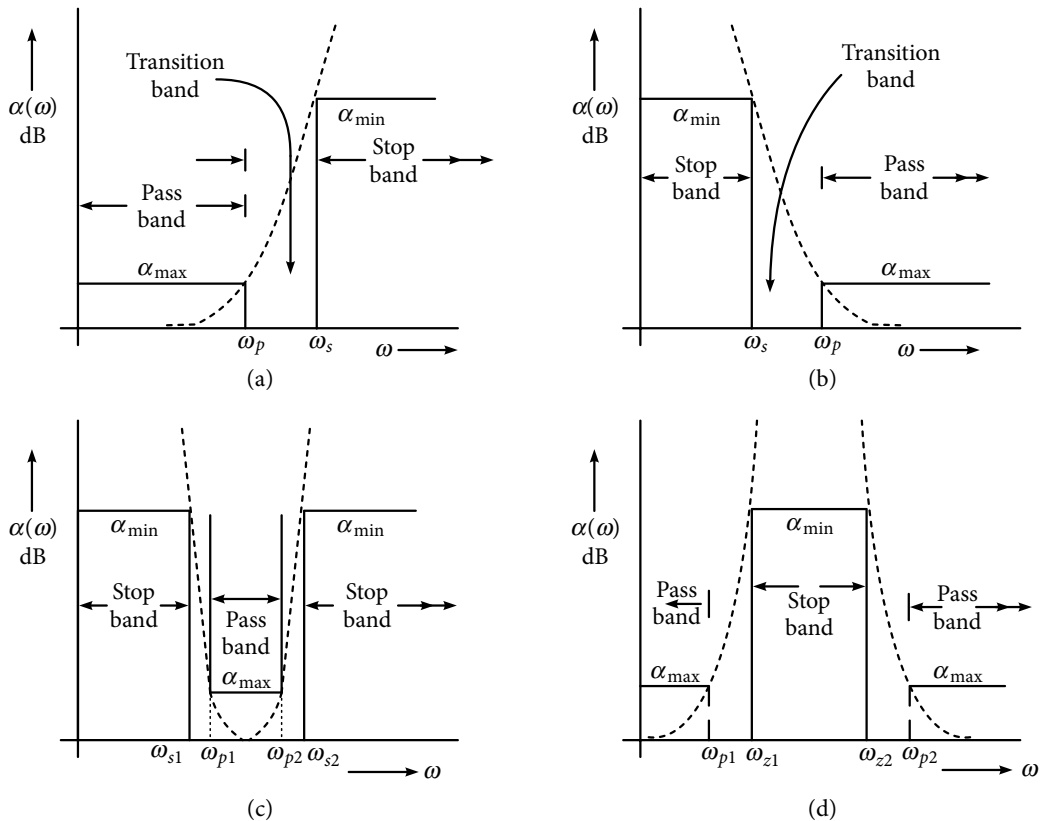 Transition
band
α(ω)
dB
α_min
Stop
band
Pass
band
α_max
ω_p
ω_s
ω
(a)
Transition
band
α(ω)
dB
α_min
Stop
band
Pass
band
α_max
ω_s
ω_p
ω
(b)
α(ω)
dB
α_min
α_min
Stop
band
Pass
band
Stop
band
α_max
ω_s1
ω_p1
ω_p2
ω_s2
ω
(c)
α(ω)
dB
α_min
Pass
band
Stop
band
Pass
band
α_max
α_max
ω_p1
ω_z1
ω_z2
ω_p2
ω
(d)